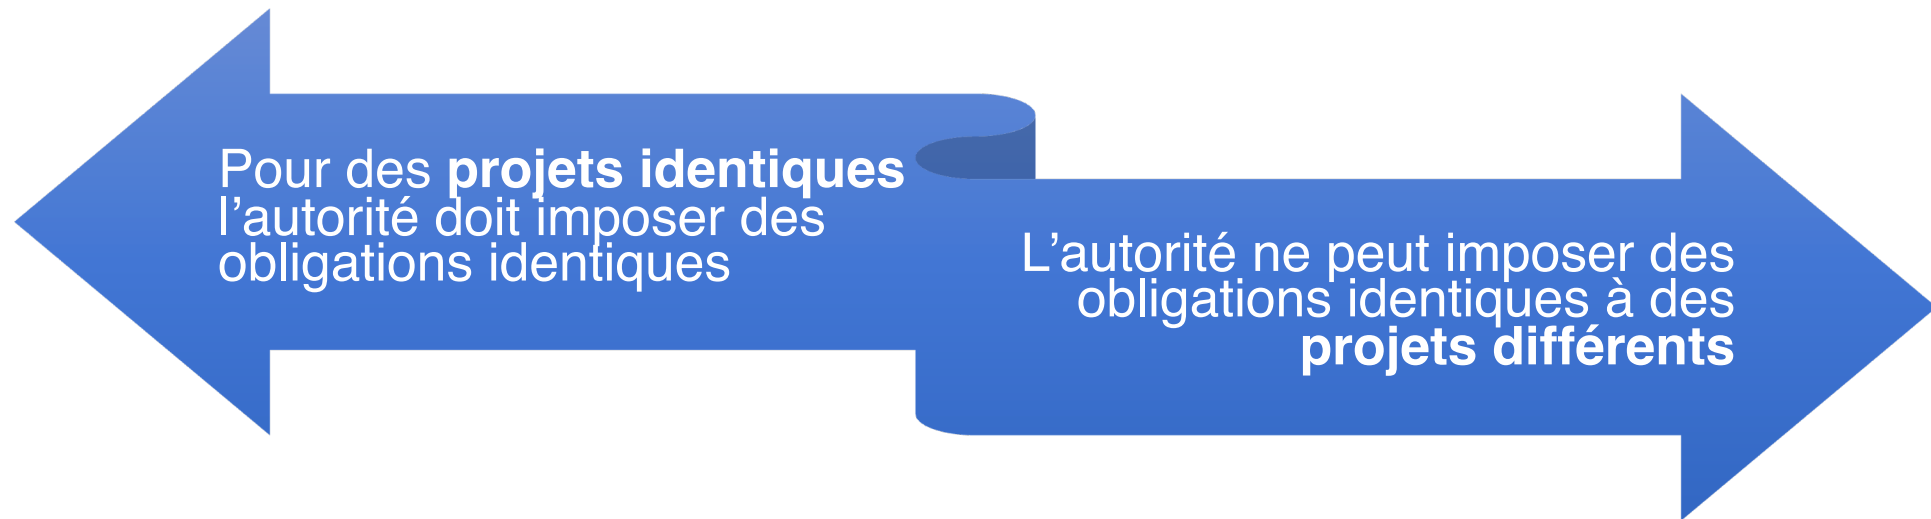 Pour des projets identiques
l’autorité doit imposer des
obligations identiques
L’autorité ne peut imposer des
obligations identiques à des
projets différents